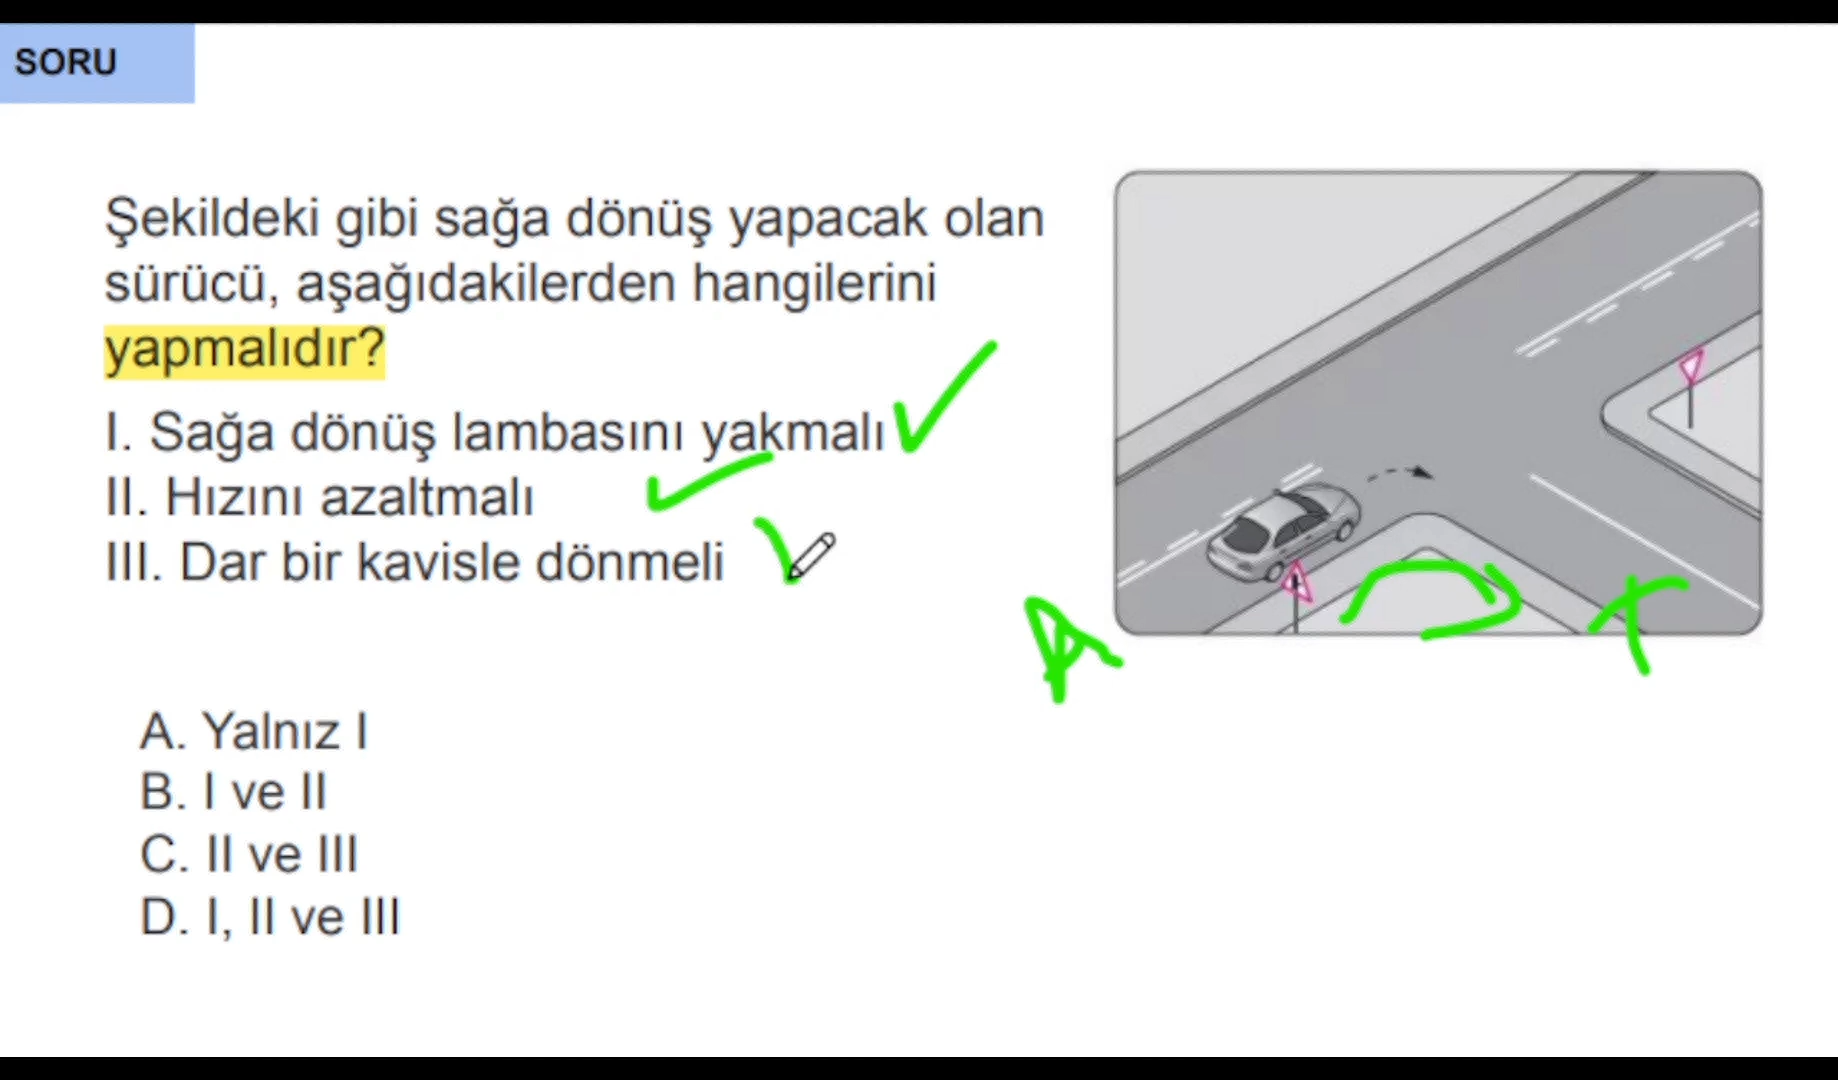 SORU
Şekildeki gibi sağa dönüş yapacak olan
sürücü, aşağıdakilerden hangilerini
yapmalıdır?
I. Sağa dönüş lambasını yakmalı
II. Hızını azaltmalı
III. Dar bir kavisle dönmeli
A. Yalnız I
B. I ve II
C. II ve III
D. I, II ve III